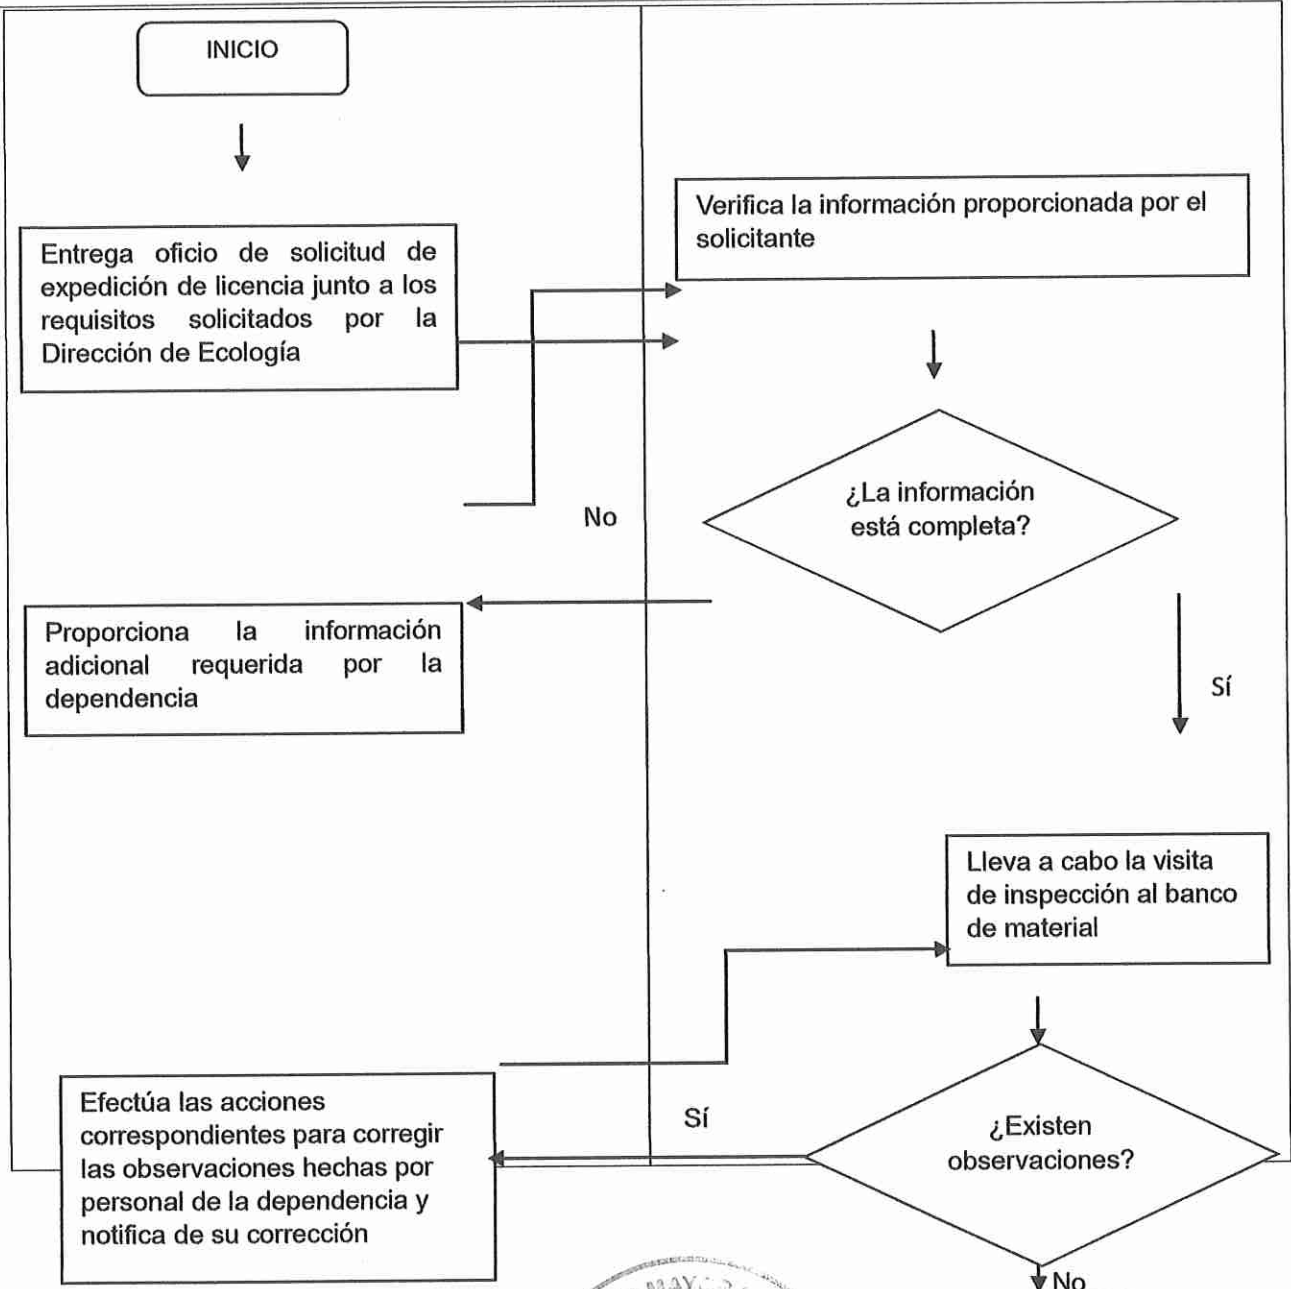 INICIO
Verifica la información proporcionada por el
solicitante
Entrega oficio de solicitud de
expedición de licencia junto a los
requisitos solicitados por la
Dirección de Ecología
¿La información
está completa?
No
Proporciona la información
adicional requerida por la
dependencia
Sí
Lleva a cabo la visita
de inspección al banco
de material
Efectúa las acciones
correspondientes para corregir
las observaciones hechas por
personal de la dependencia y
notifica de su corrección
Sí
¿Existen
observaciones?
No